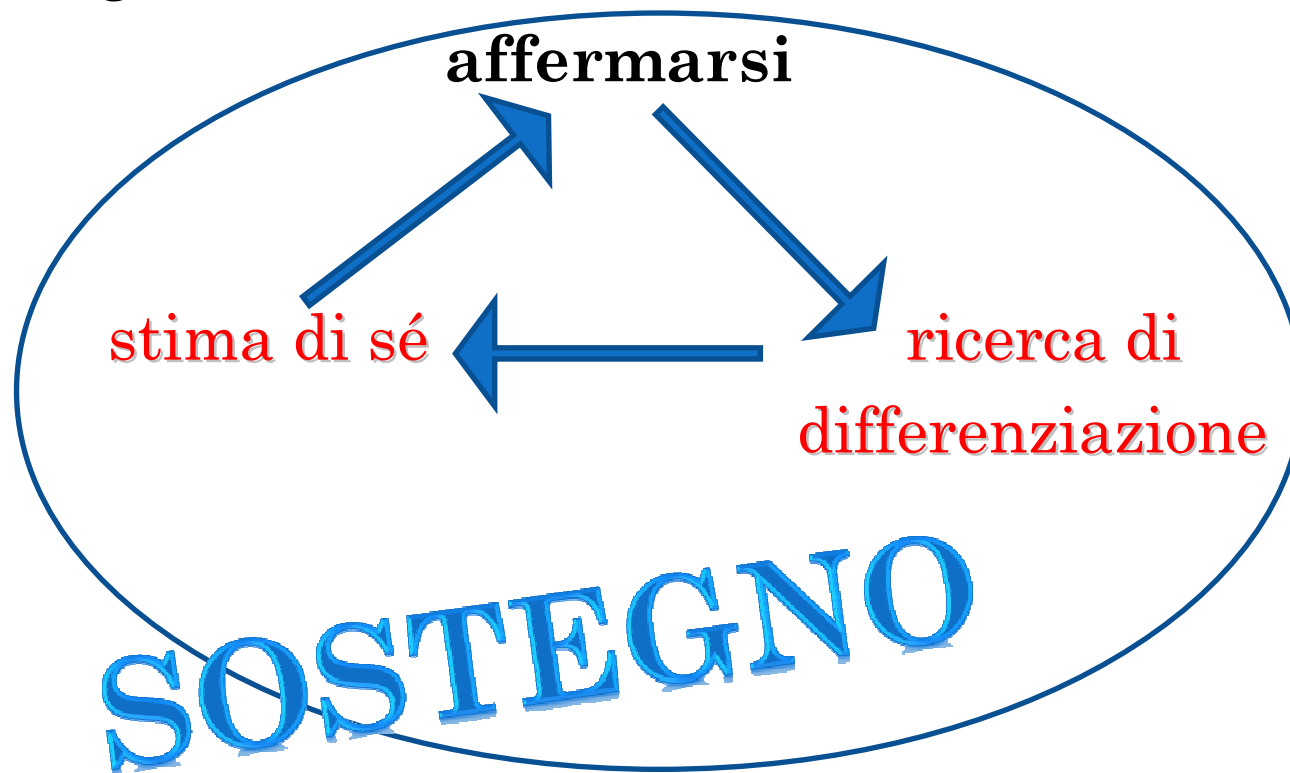 affermarsi
stima di sé
ricerca di
differenziazione
SOSTEGNO